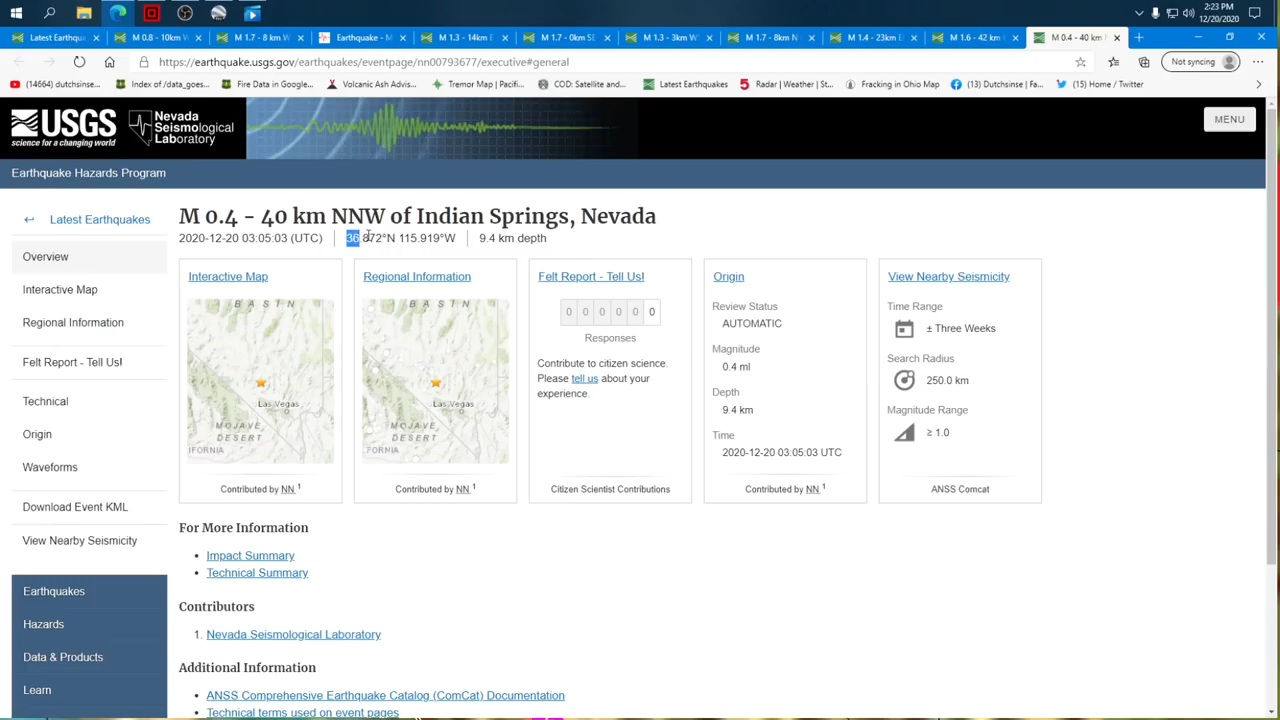 2:23 PM
12/20/2020
Latest Earthqu
M 0.8 - 10km W
M 1.7 - 8 km W
Earthquake - M
M 1.3 - 14km E
M 1.7 - 0km SE
M 1.3 - 3km W
M 1.7 - 8km N
M 1.4 - 23km E
M 1.6 - 42 km
M 0.4 - 40 km
https://earthquake.usgs.gov/earthquakes/eventpage/nn00793677/executive#general
Not syncing
(14664) dutchsinse...
Index of /data_goes...
Fire Data in Google...
Volcanic Ash Advis...
Tremor Map | Pacifi...
COD: Satellite and...
Latest Earthquakes
Radar | Weather | St...
Fracking in Ohio Map
(13) Dutchsinse | Fa...
(15) Home / Twitter
USGS
science for a changing world
Nevada
Seismological
Laboratory
MENU
Earthquake Hazards Program
Latest Earthquakes
Overview
Interactive Map
Regional Information
Felt Report - Tell Us!
Technical
Origin
Waveforms
Download Event KML
View Nearby Seismicity
Earthquakes
Hazards
Data & Products
Learn
M 0.4 - 40 km NNW of Indian Springs, Nevada
2020-12-20 03:05:03 (UTC)
36.872°N 115.919°W
9.4 km depth
Interactive Map
BASIN
Las Vegas
MOJAVE
DESERT
IFORNIA
Contributed by NN 1
Regional Information
BASIN
Las Vegas
MOJAVE
DESERT
FORNIA
Contributed by NN 1
Felt Report - Tell Us!
0 0 0 0 0 0
Responses
Contribute to citizen science.
Please tell us about your
experience.
Citizen Scientist Contributions
Origin
Review Status
AUTOMATIC
Magnitude
0.4 ml
Depth
9.4 km
Time
2020-12-20 03:05:03 UTC
Contributed by NN 1
View Nearby Seismicity
Time Range
± Three Weeks
Search Radius
250.0 km
Magnitude Range
≥ 1.0
ANSS Comcat
For More Information
Impact Summary
Technical Summary
Contributors
1. Nevada Seismological Laboratory
Additional Information
ANSS Comprehensive Earthquake Catalog (ComCat) Documentation
Technical terms used on event pages